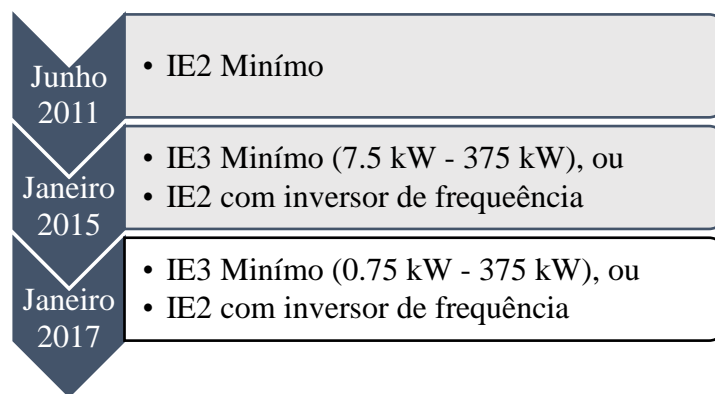 Junho
2011
• IE2 Minímo
Janeiro
2015
• IE3 Minímo (7.5 kW - 375 kW), ou
• IE2 com inversor de frequeência
Janeiro
2017
• IE3 Minímo (0.75 kW - 375 kW), ou
• IE2 com inversor de frequência